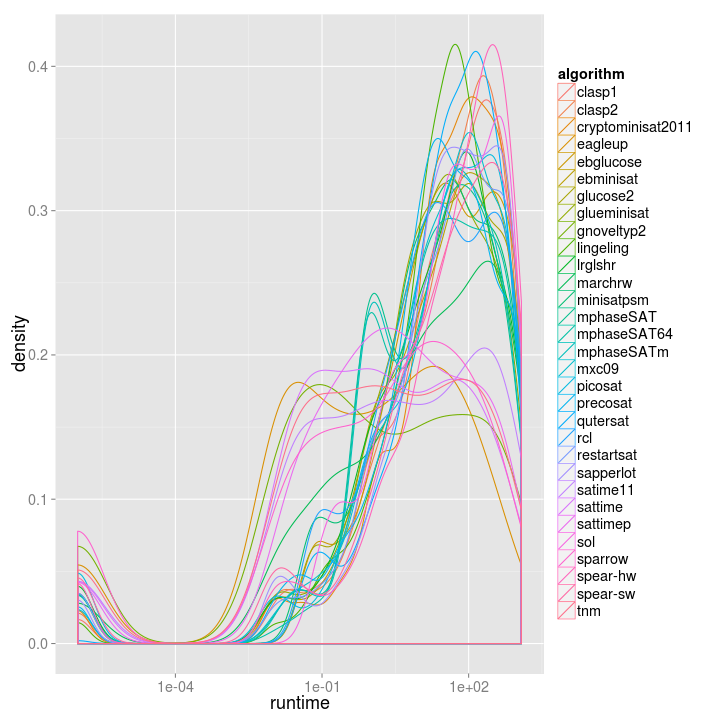 density
0.4
0.3
0.2
0.1
0.0
1e-04
1e-01
1e+02
runtime
algorithm
clasp1
clasp2
cryptominisat2011
eagleup
ebglucose
ebminisat
glucose2
glueminisat
gnoveltyp2
lingeling
lrglshr
marchrw
minisatpsm
mphaseSAT
mphaseSAT64
mphaseSATm
mxc09
picosat
precosat
qutersat
rcl
restartsat
sapperlot
satime11
sattime
sattimep
sol
sparrow
spear-hw
spear-sw
tnm